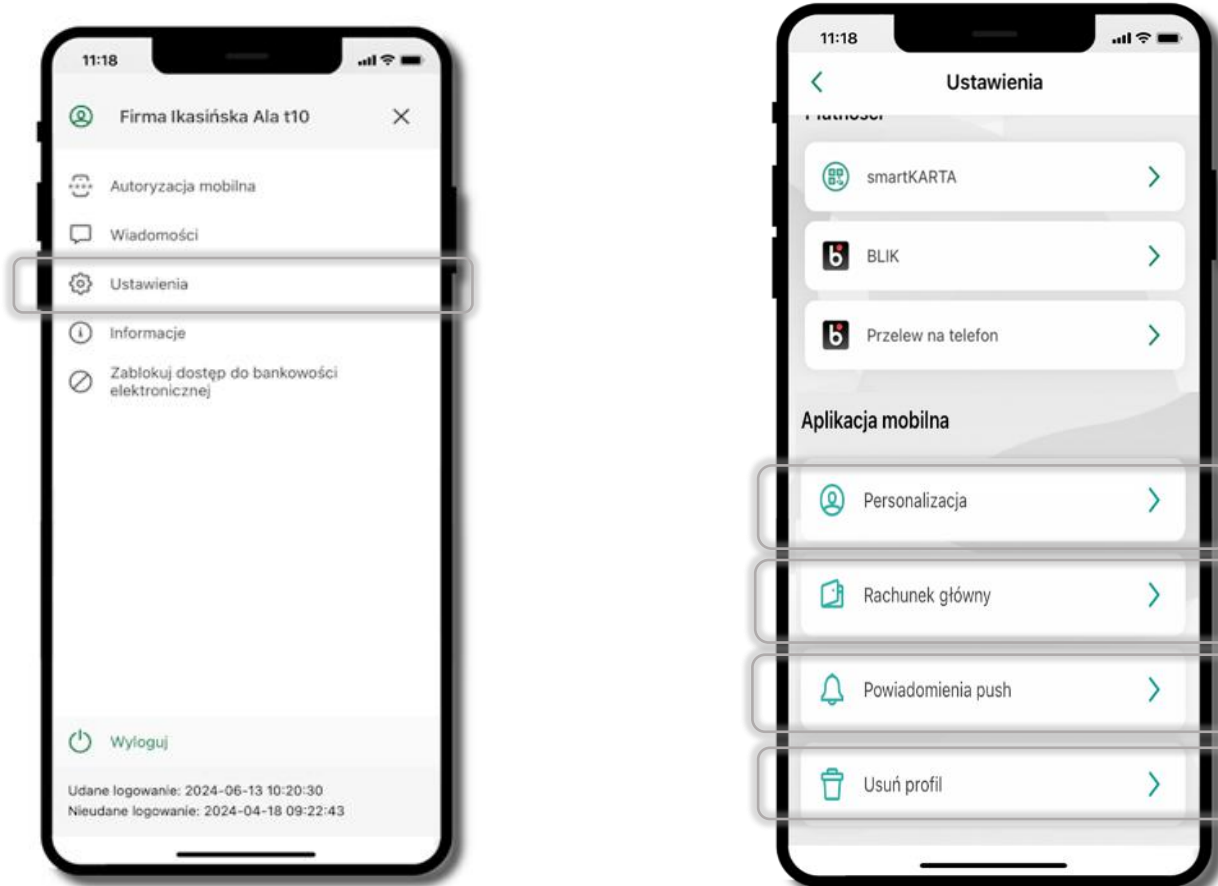 11:18
Firma Ikasińska Ala t10
Autoryzacja mobilna
Wiadomości
Ustawienia
Informacje
Zablokuj dostęp do bankowości
elektronicznej
Wyloguj
Udane logowanie: 2024-06-13 10:20:30
Nieudane logowanie: 2024-04-18 09:22:43
11:18
Ustawienia
Płatności
smartKARTA
BLIK
Przelew na telefon
Aplikacja mobilna
Personalizacja
Rachunek główny
Powiadomienia push
Usuń profil